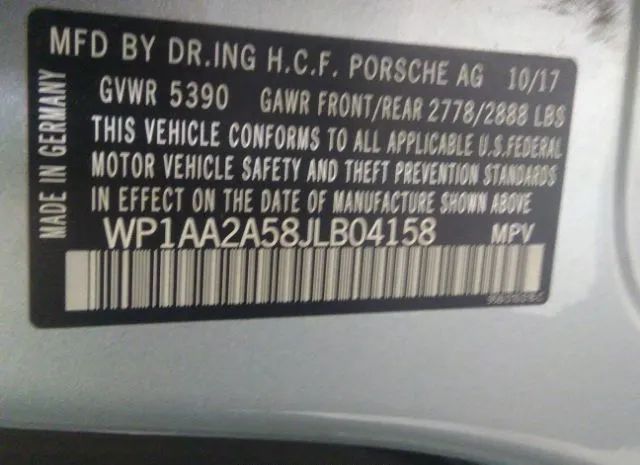 MFD BY DR.ING H.C.F. PORSCHE AG 10/17
GVWR 5390 GAWR FRONT/REAR 2778/2888 LBS
THIS VEHICLE CONFORMS TO ALL APPLICABLE U.S.FEDERAL
MOTOR VEHICLE SAFETY AND THEFT PREVENTION STANDARDS
IN EFFECT ON THE DATE OF MANUFACTURE SHOWN ABOVE.
WP1AA2A58JLB04158 MPV
MADE IN GERMANY